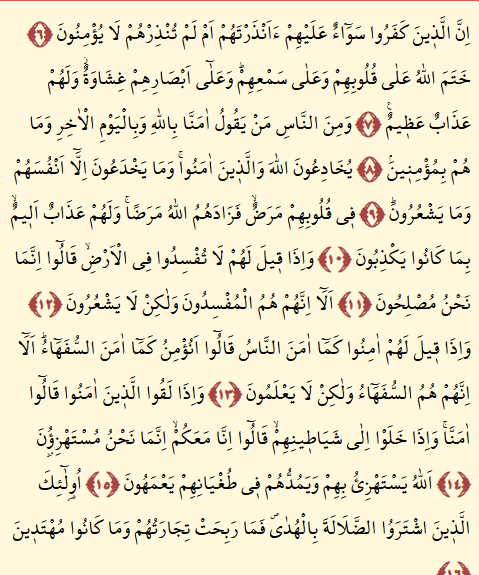 اِنَّ الَّذ۪ينَ كَفَرُوا سَوَٓاءٌ عَلَيْهِمْ ءَاَنْذَرْتَهُمْ اَمْ لَمْ تُنْذِرْهُمْ لَا يُؤْمِنُونَ ﴿٦﴾
خَتَمَ اللّٰهُ عَلٰى قُلُوبِهِمْ وَعَلٰى سَمْعِهِمْۜ وَعَلٰٓى اَبْصَارِهِمْ غِشَاوَةٌۘ وَلَهُمْ
عَذَابٌ عَظ۪يمٌ۟ ﴿٧﴾ وَمِنَ النَّاسِ مَنْ يَقُولُ اٰمَنَّا بِاللّٰهِ وَبِالْيَوْمِ الْاٰخِرِ وَمَا
هُمْ بِمُؤْمِن۪ينَۢ ﴿٨﴾ يُخَادِعُونَ اللّٰهَ وَالَّذ۪ينَ اٰمَنُواۚ وَمَا يَخْدَعُونَ اِلَّٓا اَنْفُسَهُمْ
وَمَا يَشْعُرُونَۜ ﴿٩﴾ ف۪ي قُلُوبِهِمْ مَرَضٌۙ فَزَادَهُمُ اللّٰهُ مَرَضًاۚ وَلَهُمْ عَذَابٌ اَل۪يمٌۙ
بِمَا كَانُوا يَكْذِبُونَ ﴿١٠﴾ وَاِذَا ق۪يلَ لَهُمْ لَا تُفْسِدُوا فِي الْاَرْضِۙ قَالُٓوا اِنَّمَا
نَحْنُ مُصْلِحُونَ ﴿١١﴾ اَلَٓا اِنَّهُمْ هُمُ الْمُفْسِدُونَ وَلٰكِنْ لَا يَشْعُرُونَ ﴿١٢﴾
وَاِذَا ق۪يلَ لَهُمْ اٰمِنُوا كَمَٓا اٰمَنَ النَّاسُ قَالُٓوا اَنُؤْمِنُ كَمَٓا اٰمَنَ السُّفَهَٓاءُۜ اَلَٓا
اِنَّهُمْ هُمُ السُّفَهَٓاءُ وَلٰكِنْ لَا يَعْلَمُونَ ﴿١٣﴾ وَاِذَا لَقُوا الَّذ۪ينَ اٰمَنُوا قَالُٓوا
اٰمَنَّاۚ وَاِذَا خَلَوْا اِلٰى شَيَاط۪ينِهِمْۙ قَالُٓوا اِنَّا مَعَكُمْۙ اِنَّمَا نَحْنُ مُسْتَهْزِؤُ۫نَ
﴿١٤﴾ اَللّٰهُ يَسْتَهْزِئُ بِهِمْ وَيَمُدُّهُمْ ف۪ي طُغْيَانِهِمْ يَعْمَهُونَ ﴿١٥﴾ اُو۬لٰٓئِكَ
الَّذ۪ينَ اشْتَرَوُا الضَّلَالَةَ بِالْهُدٰىۖ فَمَا رَبِحَتْ تِجَارَتُهُمْ وَمَا كَانُوا مُهْتَد۪ينَ
﴿١٦﴾